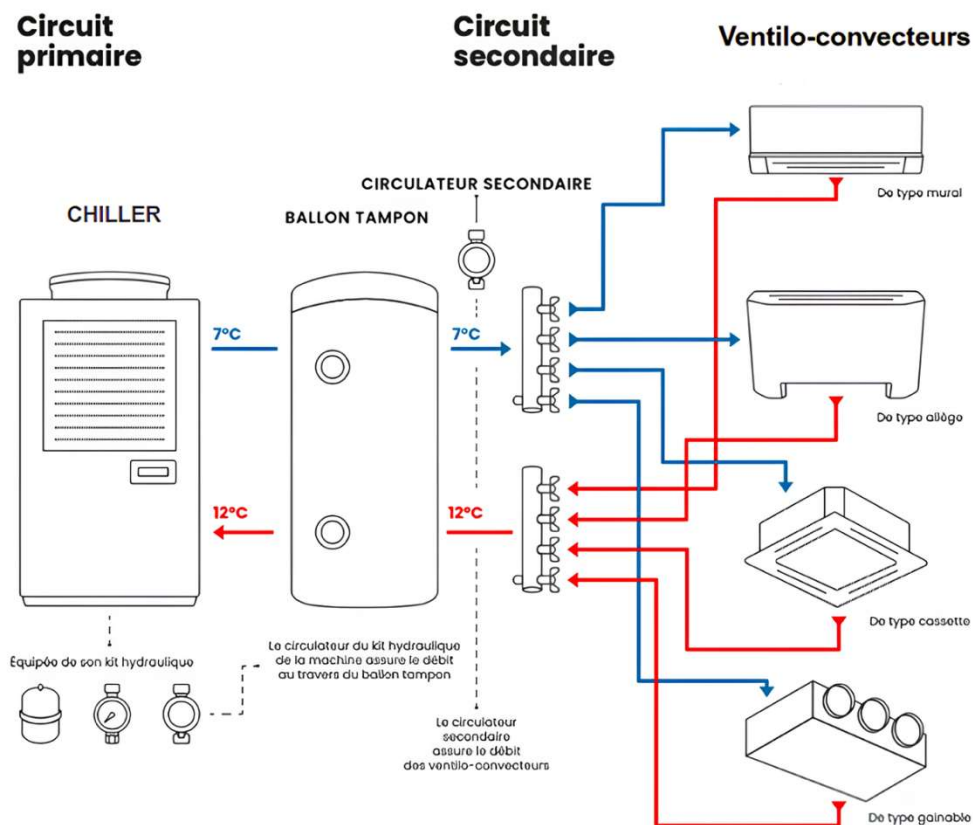 Circuit
primaire
Circuit
secondaire
Ventilo-convecteurs
CIRCULATEUR SECONDAIRE
CHILLER
BALLON TAMPON
De type mural
7°C
7°C
De type allège
12°C
12°C
De type cassette
Équipée de son kit hydraulique
Le circulateur du kit hydraulique
de la machine assure le débit
au travers du ballon tampon
Le circulateur
secondaire
assure le débit
des ventilo-convecteurs
De type gainable